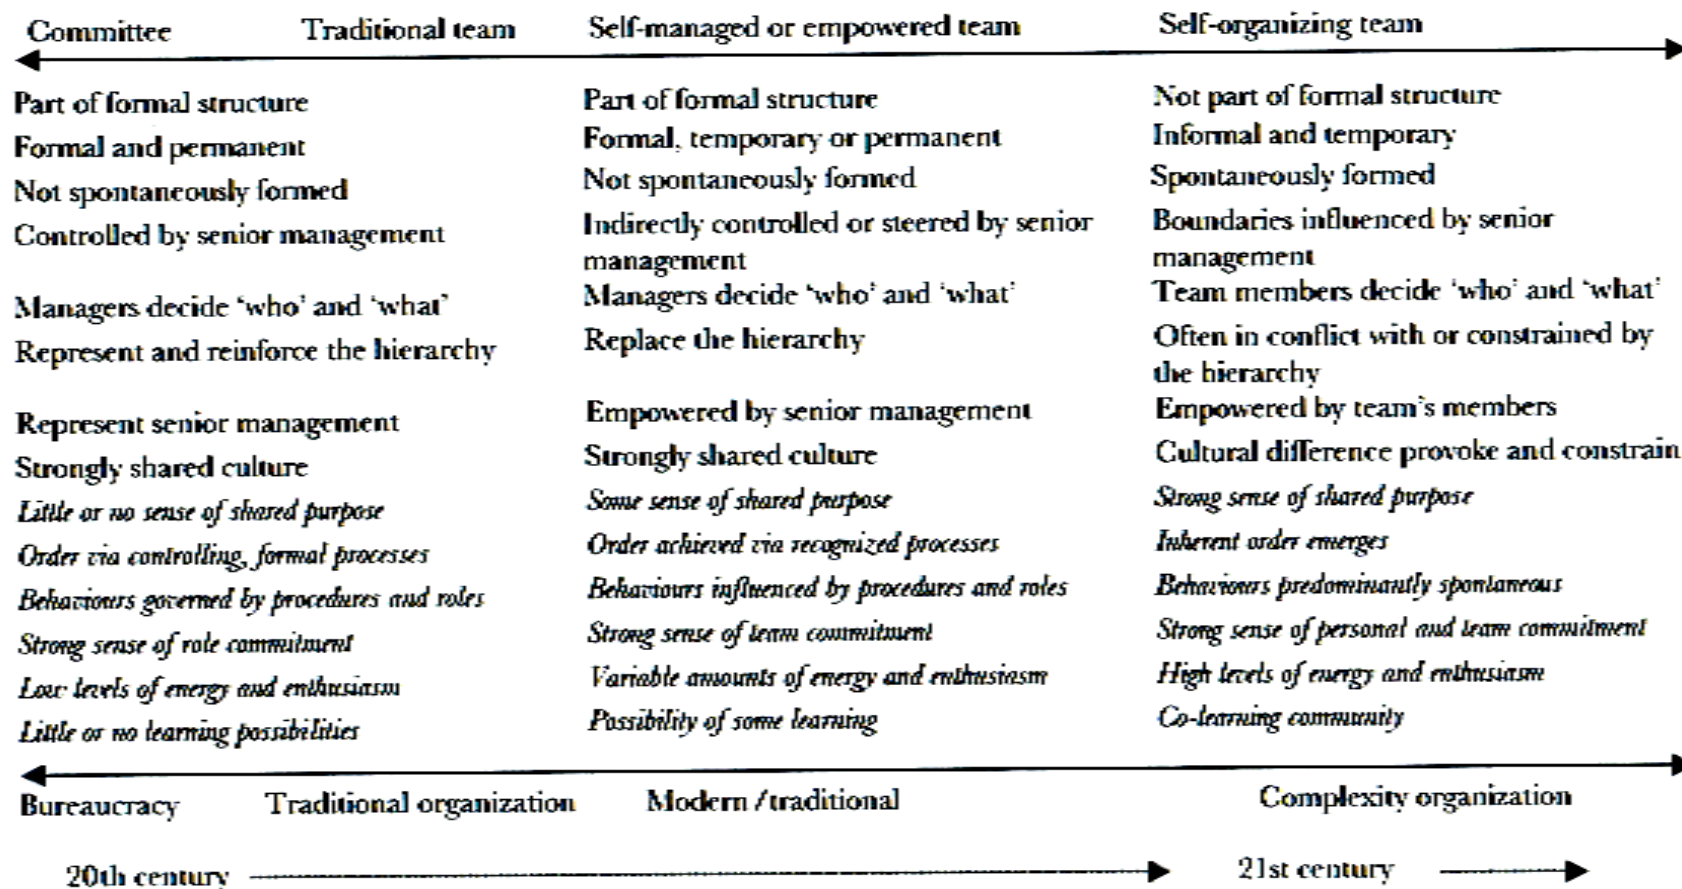 Committee Traditional team Self-managed or empowered team Self-organizing team
Part of formal structure Part of formal structure Not part of formal structure
Formal and permanent Formal, temporary or permanent Informal and temporary
Not spontaneously formed Not spontaneously formed Spontaneously formed
Controlled by senior management Indirectly controlled or steered by senior Boundaries influenced by senior
management management
Managers decide ‘who’ and ‘what’ Managers decide ‘who’ and ‘what’ Team members decide ‘who’ and ‘what’
Represent and reinforce the hierarchy Replace the hierarchy Often in conflict with or constrained by
the hierarchy
Represent senior management Empowered by senior management Empowered by team’s members
Strongly shared culture Strongly shared culture Cultural difference provoke and constrain
Little or no sense of shared purpose Some sense of shared purpose Strong sense of shared purpose
Order via controlling, formal processes Order achieved via recognized processes Inherent order emerges
Behaviours governed by procedures and roles Behaviours influenced by procedures and roles Behaviours predominantly spontaneous
Strong sense of role commitment Strong sense of team commitment Strong sense of personal and team commitment
Low levels of energy and enthusiasm Variable amounts of energy and enthusiasm High levels of energy and enthusiasm
Little or no learning possibilities Possibility of some learning Co-learning community
Bureaucracy Traditional organization Modern/traditional Complexity organization
20th century 21st century